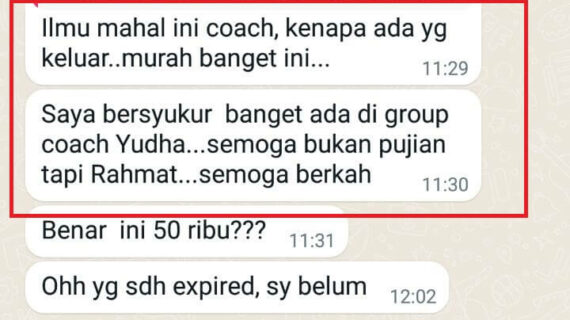 Ilmu mahal ini coach, kenapa ada yg
keluar..murah banget ini...
11:29
Saya bersyukur banget ada di group
coach Yudha...semoga bukan pujian
tapi Rahmat...semoga berkah
11:30
Benar ini 50 ribu???
11:31
Ohh yg sdh expired, sy belum
12:02